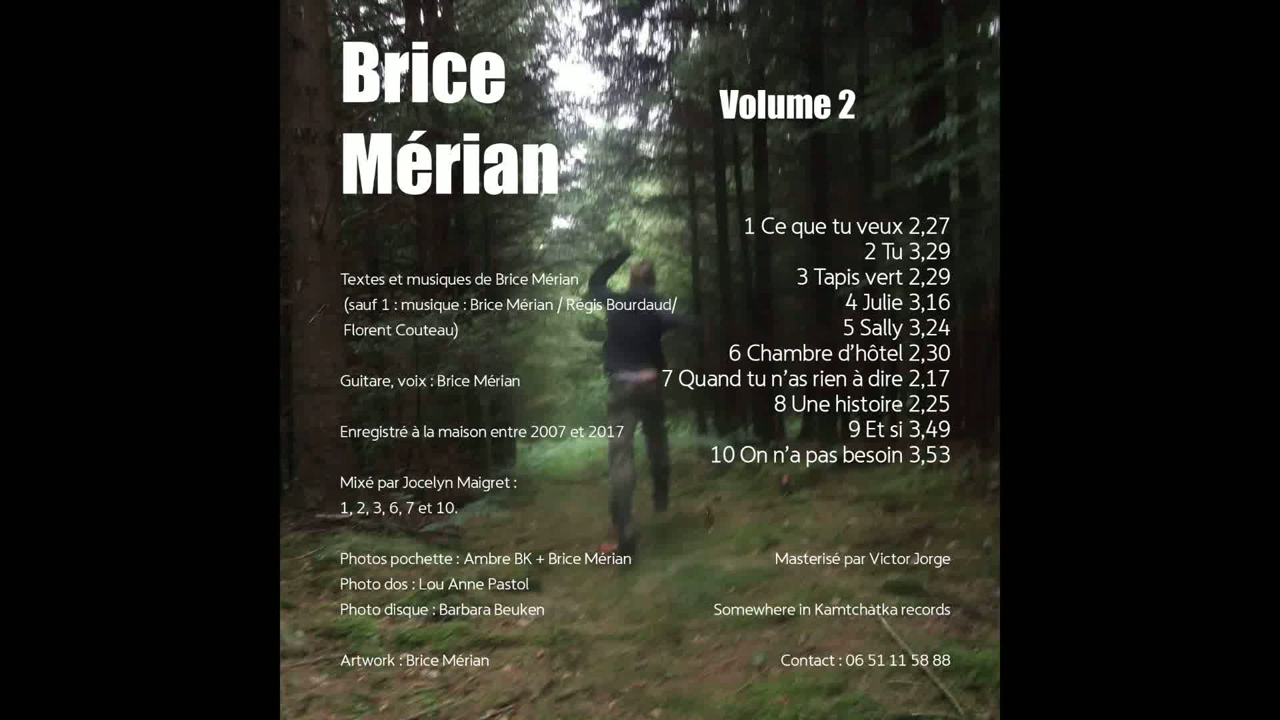 Brice
Mérian
Volume 2
1 Ce que tu veux 2,27
2 Tu 3,29
3 Tapis vert 2,29
4 Julie 3,16
5 Sally 3,24
6 Chambre d’hôtel 2,30
7 Quand tu n’as rien à dire 2,17
8 Une histoire 2,25
9 Et si 3,49
10 On n’a pas besoin 3,53
Textes et musiques de Brice Mérian
(sauf 1 : musique : Brice Mérian / Régis Bourdaud/
Florent Couteau)
Guitare, voix : Brice Mérian
Enregistré à la maison entre 2007 et 2017
Mixé par Jocelyn Maigret :
1, 2, 3, 6, 7 et 10.
Photos pochette : Ambre BK + Brice Mérian
Photo dos : Lou Anne Pastol
Photo disque : Barbara Beuken
Artwork : Brice Mérian
Masterisé par Victor Jorge
Somewhere in Kamtchatka records
Contact : 06 51 11 58 88